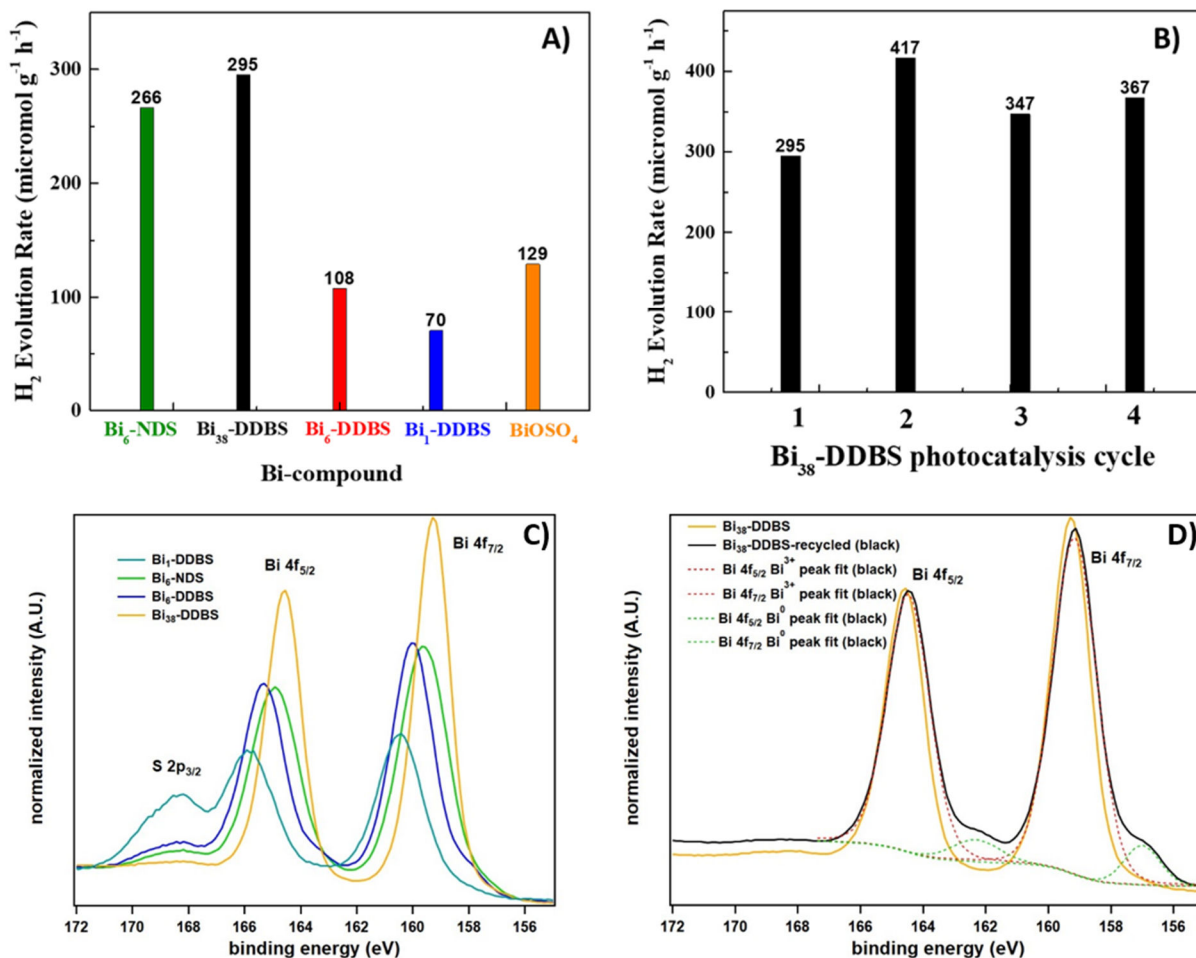 A)
H₂ Evolution Rate (micromol g⁻¹ h⁻¹)
300
200
100
0
266
295
108
70
129
Bi₆-NDS
Bi₃₈-DDBS
Bi₆-DDBS
Bi₁-DDBS
BiOSO₄
Bi-compound
B)
H₂ Evolution Rate (micromol g⁻¹ h⁻¹)
400
300
200
100
0
295
417
347
367
1 2 3 4
Bi₃₈-DDBS photocatalysis cycle
C)
normalized intensity (A.U.)
Bi₁-DDBS
Bi₆-NDS
Bi₆-DDBS
Bi₃₈-DDBS
S 2p₃/₂
Bi 4f₅/₂
Bi 4f₇/₂
172 170 168 166 164 162 160 158 156
binding energy (eV)
D)
normalized intensity (A.U.)
Bi₃₈-DDBS
Bi₃₈-DDBS-recycled (black)
Bi 4f₅/₂ Bi³⁺ peak fit (black)
Bi 4f₇/₂ Bi³⁺ peak fit (black)
Bi 4f₅/₂ Bi⁰ peak fit (black)
Bi 4f₇/₂ Bi⁰ peak fit (black)
Bi 4f₅/₂
Bi 4f₇/₂
172 170 168 166 164 162 160 158 156
binding energy (eV)